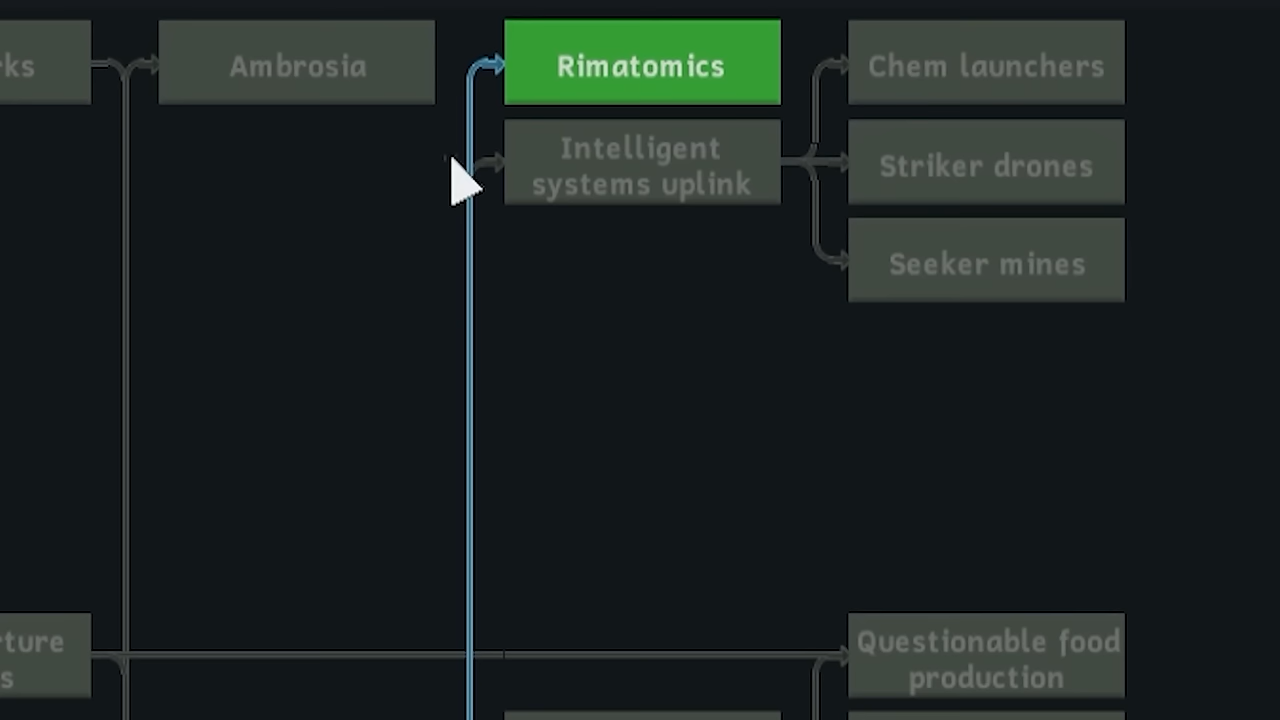 Ambrosia
Rimatomics
Chem launchers
Intelligent
systems uplink
Striker drones
Seeker mines
Questionable food
production